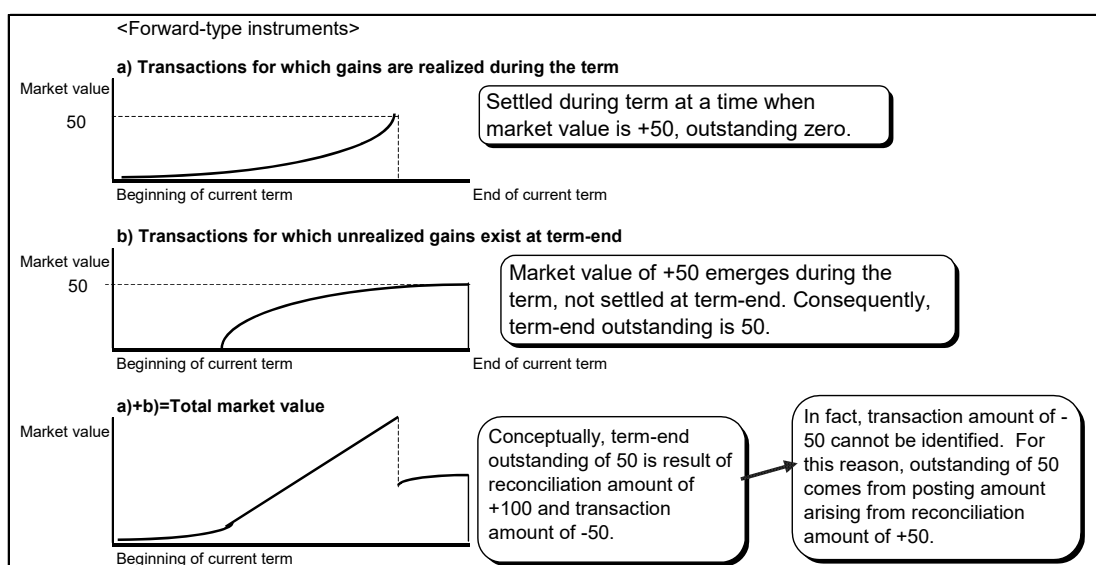 <Forward-type instruments>
a) Transactions for which gains are realized during the term
Market value
50
Settled during term at a time when
market value is +50, outstanding zero.
Beginning of current term
End of current term
b) Transactions for which unrealized gains exist at term-end
Market value
50
Market value of +50 emerges during the
term, not settled at term-end. Consequently,
term-end outstanding is 50.
Beginning of current term
End of current term
a)+b)=Total market value
Market value
Conceptually, term-end
outstanding of 50 is result of
reconciliation amount of
+100 and transaction
amount of -50.
In fact, transaction amount of -
50 cannot be identified.  For
this reason, outstanding of 50
comes from posting amount
arising from reconciliation
amount of +50.
Beginning of current term